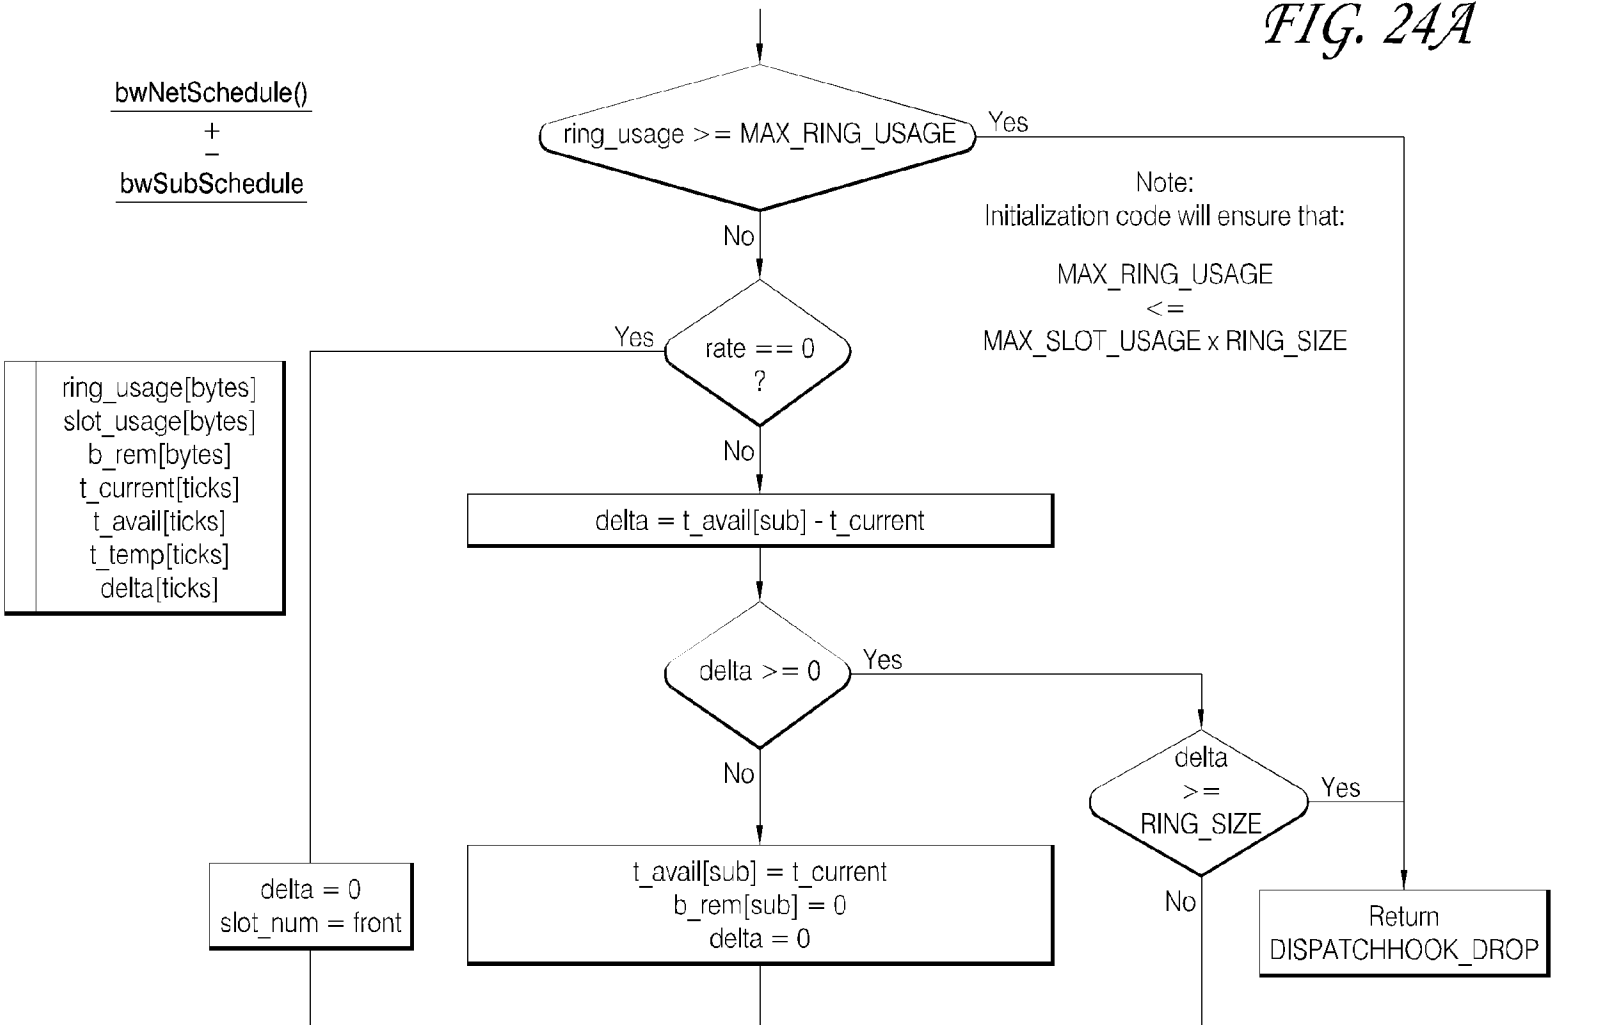 FIG. 24A
bwNetSchedule()
+
–
bwSubSchedule
ring_usage >= MAX_RING_USAGE
Yes
No
Note:
Initialization code will ensure that:
MAX_RING_USAGE
<=
MAX_SLOT_USAGE x RING_SIZE
rate == 0
?
Yes
No
ring_usage[bytes]
slot_usage[bytes]
b_rem[bytes]
t_current[ticks]
t_avail[ticks]
t_temp[ticks]
delta[ticks]
delta = t_avail[sub] - t_current
delta >= 0
Yes
No
delta
>=
RING_SIZE
Yes
No
delta = 0
slot_num = front
t_avail[sub] = t_current
b_rem[sub] = 0
delta = 0
Return
DISPATCHHOOK_DROP